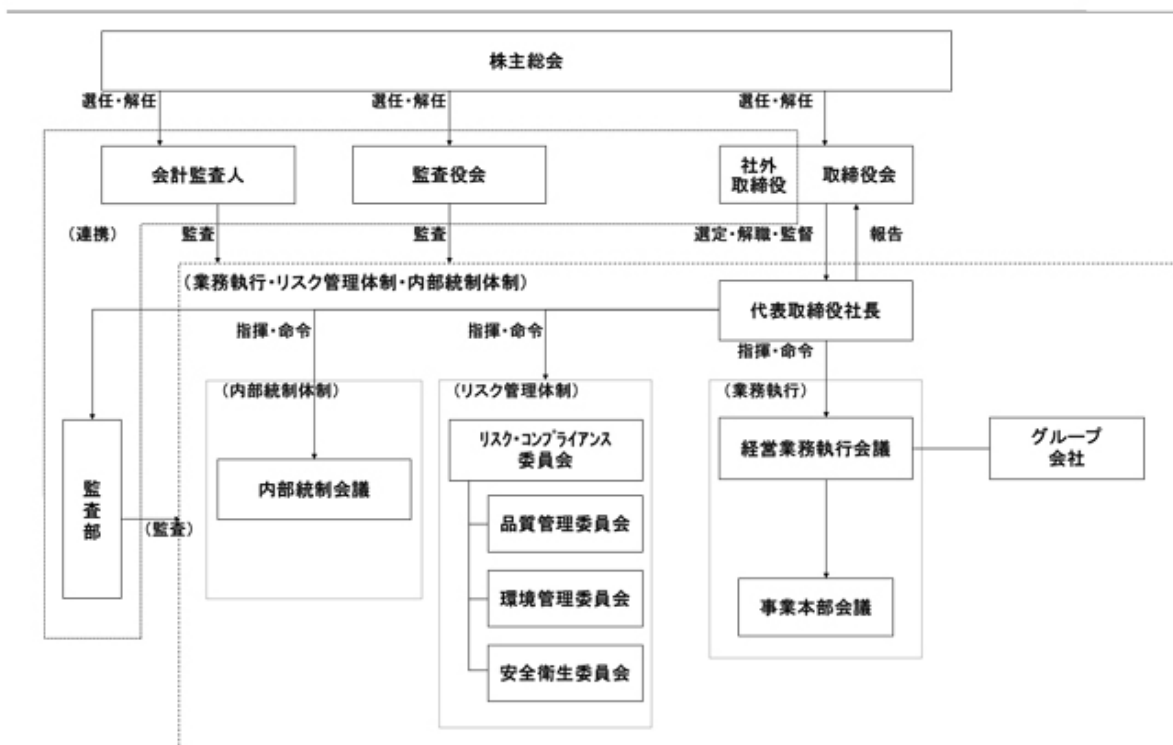 株主総会
選任・解任
選任・解任
選任・解任
会計監査人
監査役会
社外
取締役
取締役会
(連携)
監査
監査
選定・解職・監督
報告
(業務執行・リスク管理体制・内部統制体制)
代表取締役社長
指揮・命令
指揮・命令
指揮・命令
(内部統制体制)
(リスク管理体制)
(業務執行)
リスク・コンプライアンス
委員会
経営業務執行会議
グループ
会社
監査部
内部統制会議
(監査)
品質管理委員会
環境管理委員会
事業本部会議
安全衛生委員会